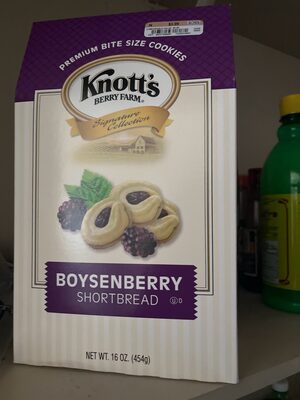 PREMIUM BITE SIZE COOKIES
Knott's
BERRY FARM®
Signature
Collection
BOYSENBERRY
SHORTBREAD
U D
NET WT. 16 OZ. (454g)